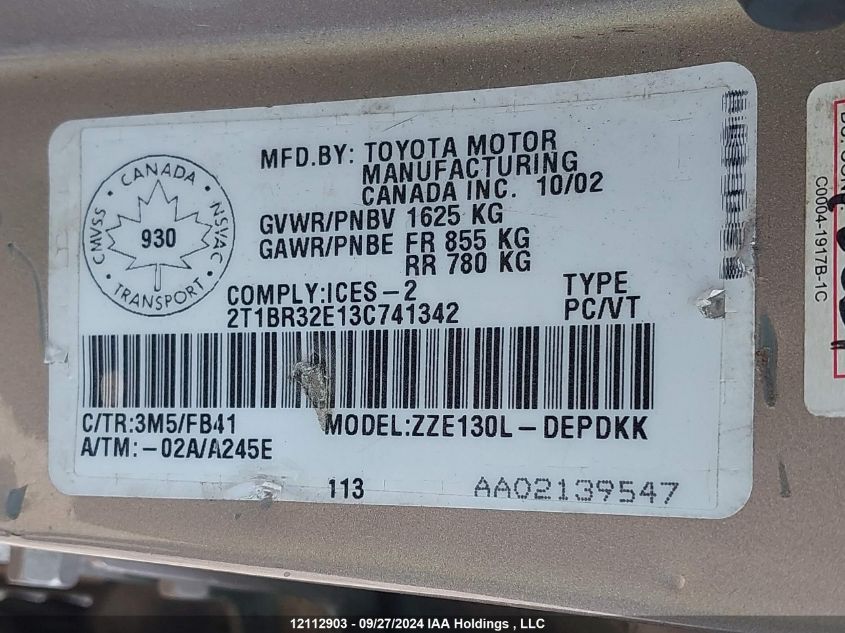 CANADA
CMVSS
NSVAC
930
TRANSPORT
MFD.BY: TOYOTA MOTOR
MANUFACTURING
CANADA INC. 10/02
GVWR/PNBV 1625 KG
GAWR/PNBE FR 855 KG
RR 780 KG
COMPLY:ICES-2
TYPE
2T1BR32E13C741342
PC/VT
C/TR:3M5/FB41
MODEL:ZZE130L-DEPDKK
A/TM:-02A/A245E
113
AA02139547
C0004-1917B-1C
12112903 - 09/27/2024 IAA Holdings , LLC